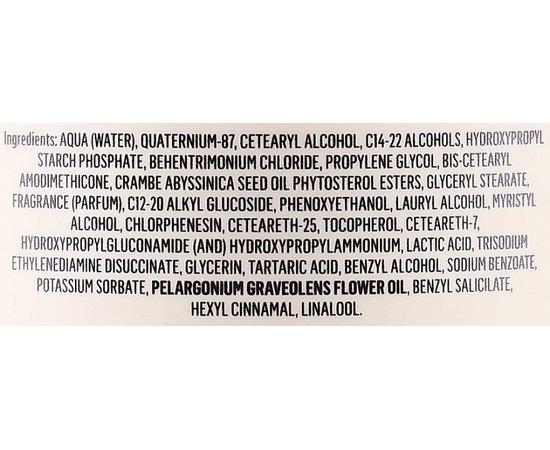 Ingredients: AQUA (WATER), QUATERNIUM-87, CETEARYL ALCOHOL, C14-22 ALCOHOLS, HYDROXYPROPYL
STARCH PHOSPHATE, BEHENTRIMONIUM CHLORIDE, PROPYLENE GLYCOL, BIS-CETEARYL
AMODIMETHICONE, CRAMBE ABYSSINICA SEED OIL PHYTOSTEROL ESTERS, GLYCERYL STEARATE,
FRAGRANCE (PARFUM), C12-20 ALKYL GLUCOSIDE, PHENOXYETHANOL, LAURYL ALCOHOL, MYRISTYL
ALCOHOL, CHLORPHENESIN, CETEARETH-25, TOCOPHEROL, CETEARETH-7,
HYDROXYPROPYLGLUCONAMIDE (AND) HYDROXYPROPYLAMMONIUM, LACTIC ACID, TRISODIUM
ETHYLENEDIAMINE DISUCCINATE, GLYCERIN, TARTARIC ACID, BENZYL ALCOHOL, SODIUM BENZOATE,
POTASSIUM SORBATE, PELARGONIUM GRAVEOLENS FLOWER OIL, BENZYL SALICILATE,
HEXYL CINNAMAL, LINALOOL.